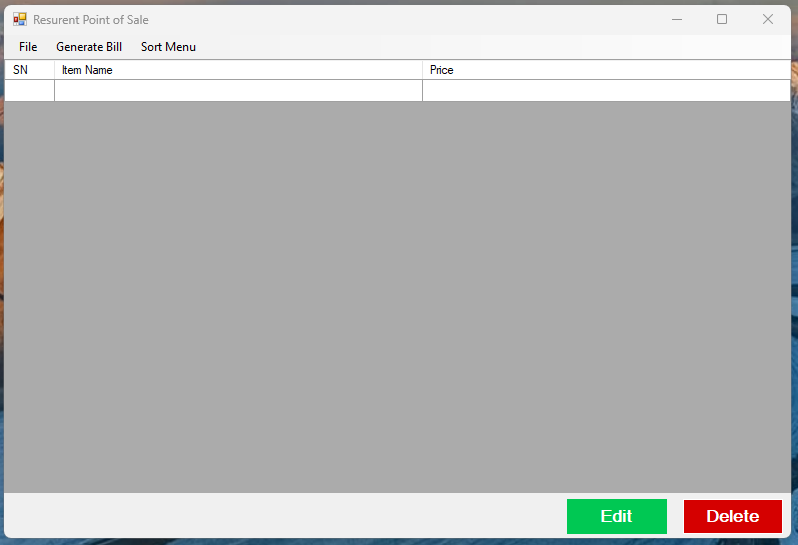 Resurent Point of Sale
File Generate Bill Sort Menu
SN Item Name Price
Edit Delete